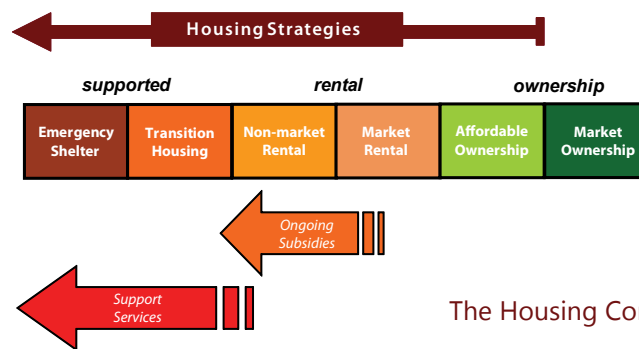 Housing Strategies
supported rental ownership
Emergency Shelter
Transition Housing
Non-market Rental
Market Rental
Affordable Ownership
Market Ownership
Ongoing
Subsidies
Support
Services
The Housing Co